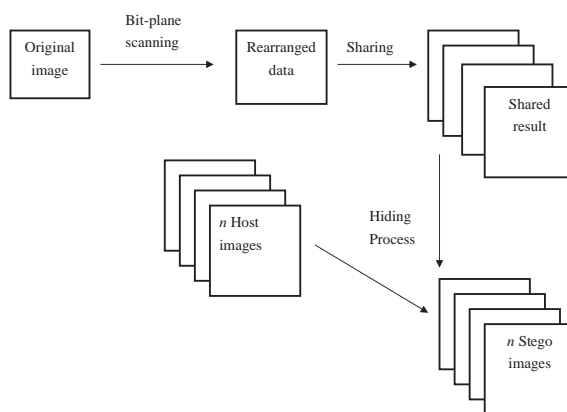 Bit-plane
scanning
Original
image
Rearranged
data
Sharing
Shared
result
n Host
images
Hiding
Process
n Stego
images